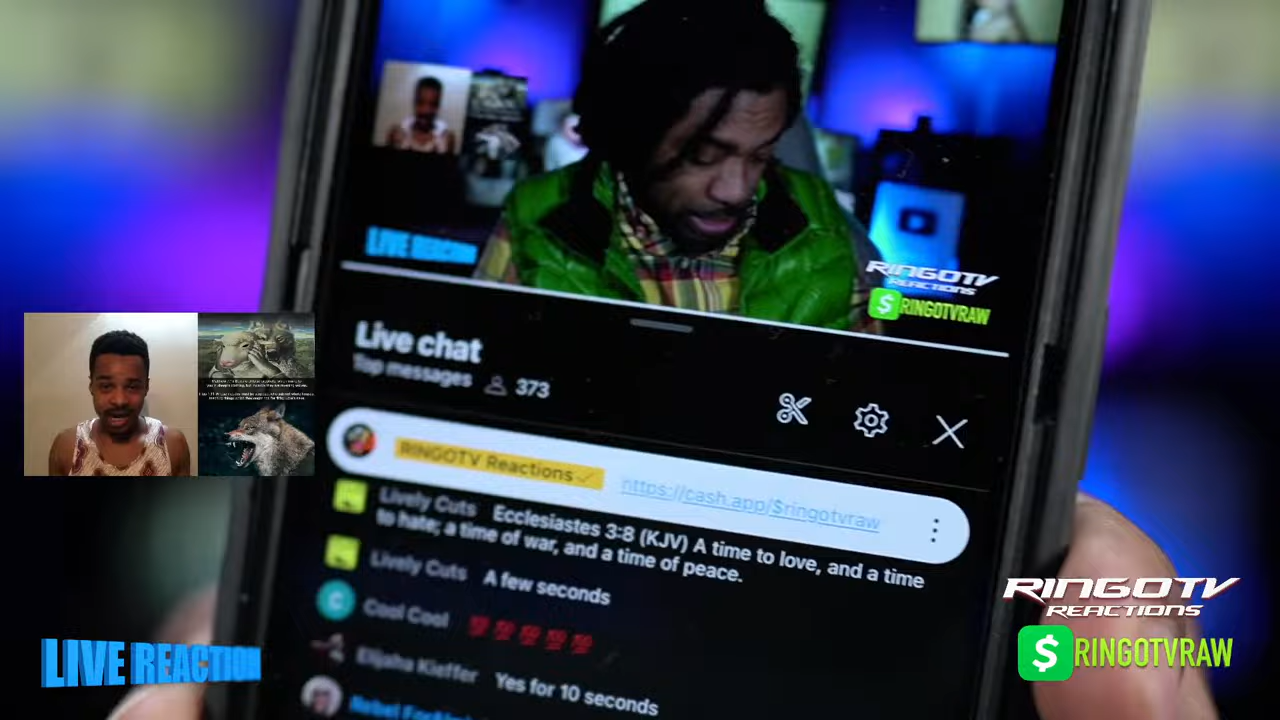 LIVE REACTION
RINGOTV
REACTIONS
$RINGOTVRAW
Live chat
Top messages 373
RINGOTV Reactions https://cash.app/$ringotvraw
Lively Cuts Ecclesiastes 3:8 (KJV) A time to love, and a time
to hate; a time of war, and a time of peace.
Lively Cuts A few seconds
C Cool Cool 💯💯💯💯💯
Elijaha Kieffer Yes for 10 seconds
Rebel
LIVE REACTION
RINGOTV
REACTIONS
$RINGOTVRAW